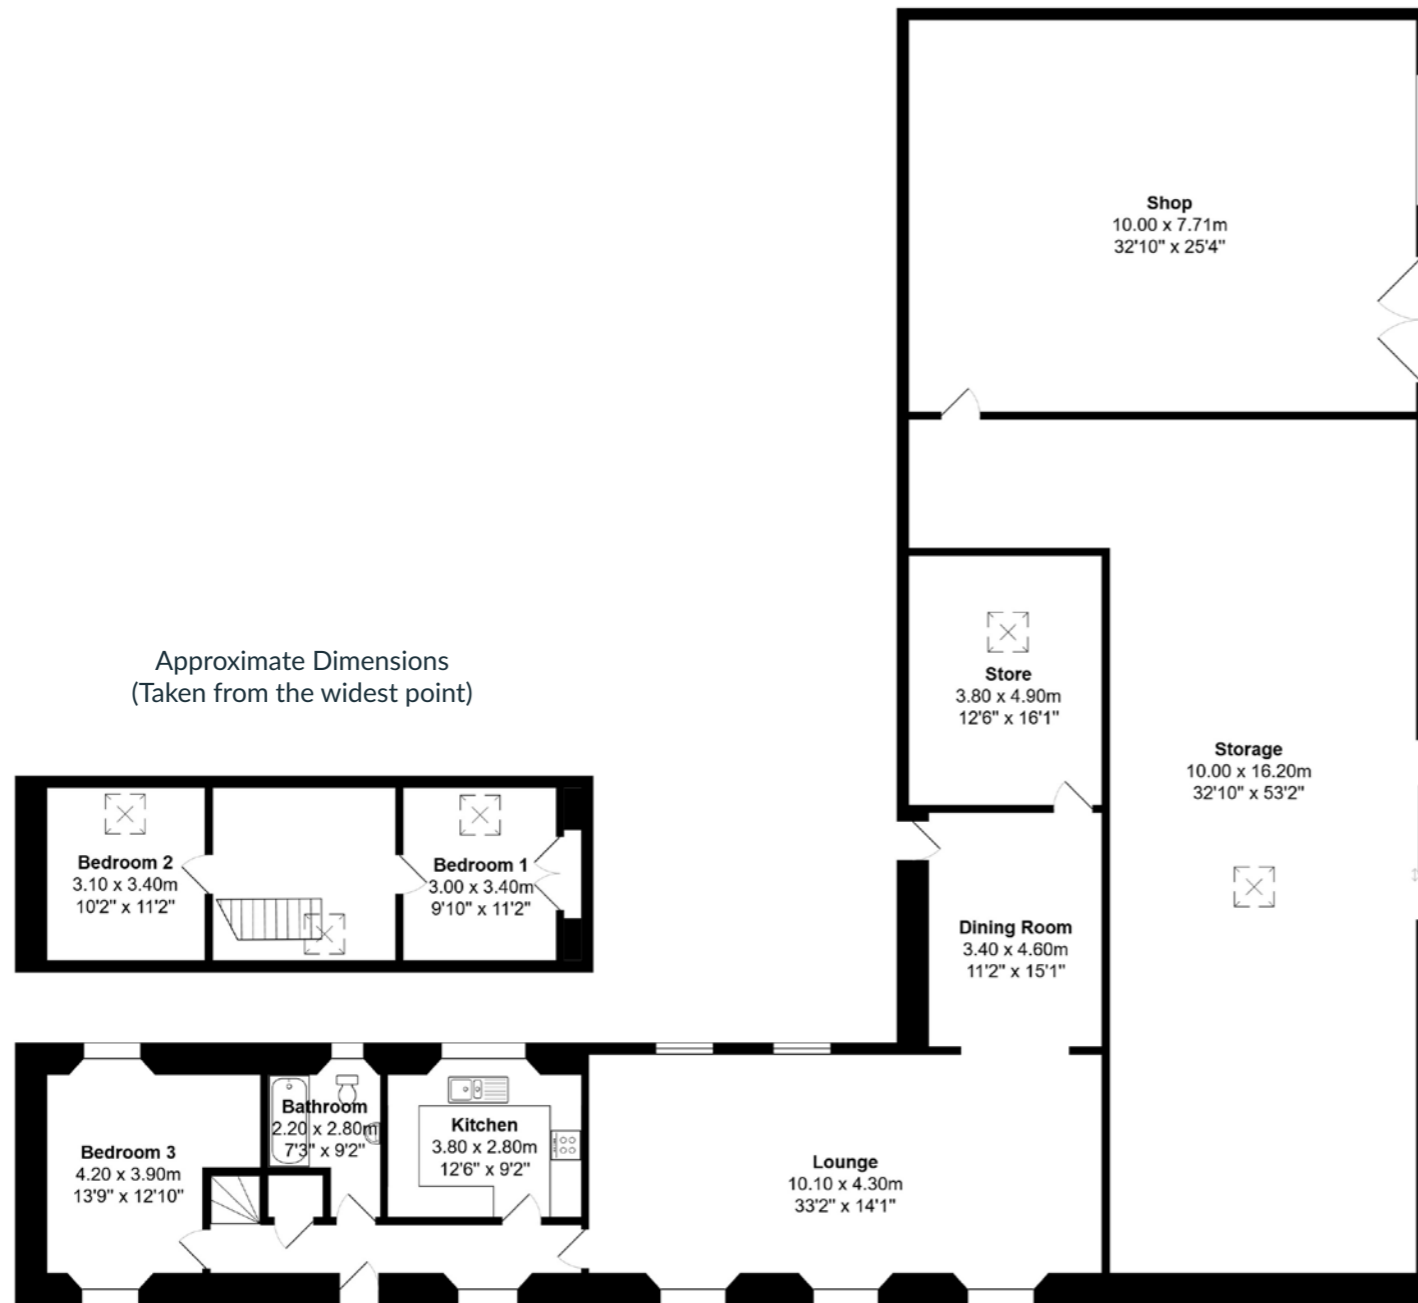 Shop
10.00 x 7.71m
32'10" x 25'4"
Store
3.80 x 4.90m
12'6" x 16'1"
Approximate Dimensions
(Taken from the widest point)
Storage
10.00 x 16.20m
32'10" x 53'2"
Bedroom 2
3.10 x 3.40m
10'2" x 11'2"
Bedroom 1
3.00 x 3.40m
9'10" x 11'2"
Dining Room
3.40 x 4.60m
11'2" x 15'1"
Bedroom 3
4.20 x 3.90m
13'9" x 12'10"
Bathroom
2.20 x 2.80m
7'3" x 9'2"
Kitchen
3.80 x 2.80m
12'6" x 9'2"
Lounge
10.10 x 4.30m
33'2" x 14'1"